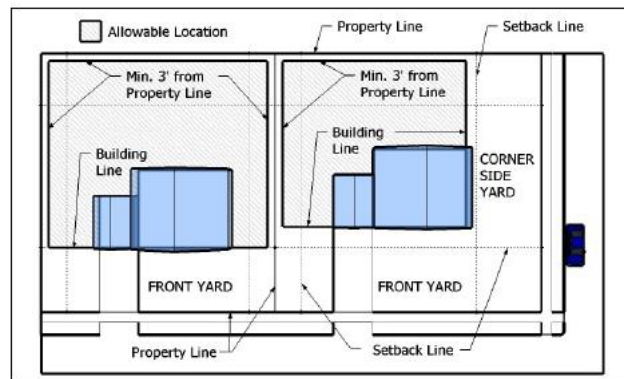 Allowable Location
Property Line
Setback Line
Min. 3' from
Property Line
Min. 3' from
Property Line
Building
Line
Building
Line
CORNER
SIDE
YARD
FRONT YARD
FRONT YARD
Property Line
Setback Line